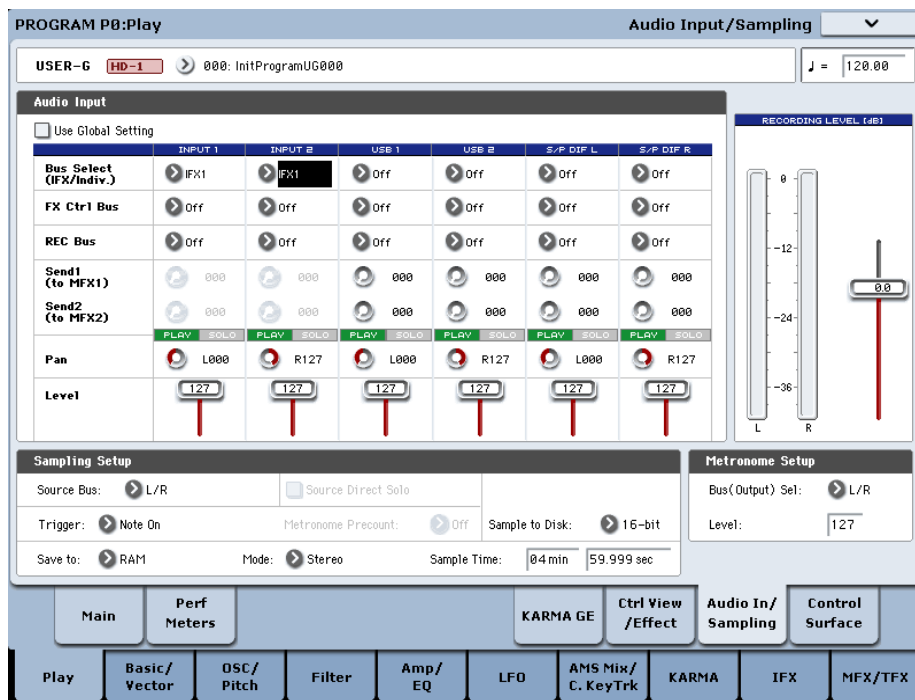 PROGRAM P0:Play Audio Input/Sampling
USER-G HD-1 000: InitProgramUG000 ♩ = 120.00
Audio Input
Use Global Setting
RECORDING LEVEL [dB]
INPUT 1 INPUT 2 USB 1 USB 2 S/P DIF L S/P DIF R
Bus Select
(IFX/Indiv.)
IFX1 IFX1 Off Off Off Off
FX Ctrl Bus Off Off Off Off Off Off
REC Bus Off Off Off Off Off Off
Send1
(to MFX1)
000 000 000 000 000 000
Send2
(to MFX2)
000 000 000 000 000 000
PLAY SOLO PLAY SOLO PLAY SOLO PLAY SOLO PLAY SOLO PLAY SOLO
Pan L000 R127 L000 R127 L000 R127
Level 127 127 127 127 127 127
0
-12
-24
-36
L R
0.0
Sampling Setup
Source Bus: L/R Source Direct Solo
Trigger: Note On Metronome Precount: Off Sample to Disk: 16-bit
Save to: RAM Mode: Stereo Sample Time: 04 min 59.999 sec
Metronome Setup
Bus(Output) Sel: L/R
Level: 127
Main
Perf
Meters
KARMA GE
Ctrl View
/Effect
Audio In/
Sampling
Control
Surface
Play
Basic/
Vector
OSC/
Pitch
Filter
Amp/
EQ
LFO
AMS Mix/
C. KeyTrk
KARMA
IFX
MFX/TFX